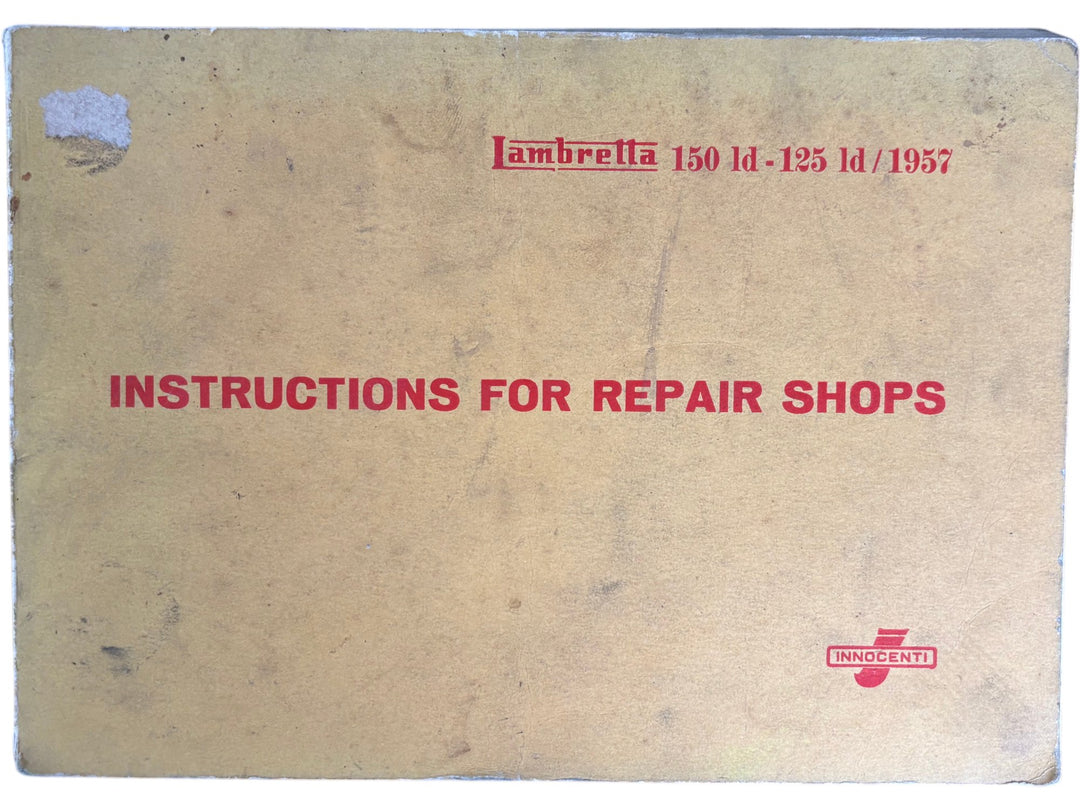 Lambretta 150 ld - 125 ld / 1957
INSTRUCTIONS FOR REPAIR SHOPS
INNOCENTI